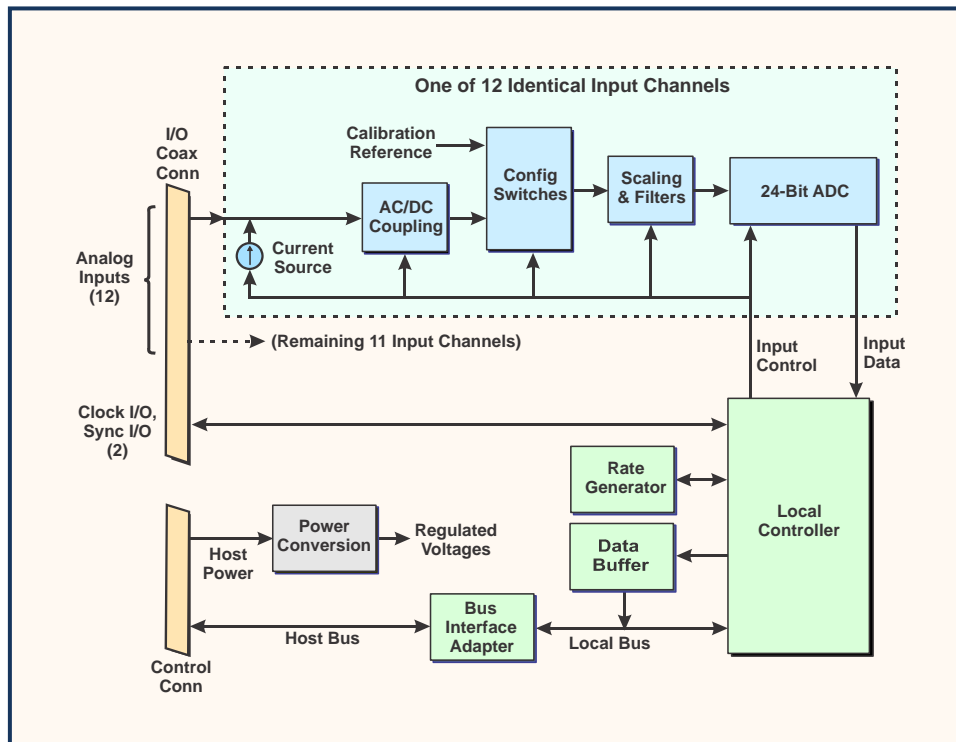 One of 12 Identical Input Channels
I/O
Coax
Conn
Calibration
Reference
Config
Switches
Scaling
& Filters
24-Bit ADC
AC/DC
Coupling
Current
Source
Analog
Inputs
(12)
(Remaining 11 Input Channels)
Input
Control
Input
Data
Clock I/O,
Sync I/O
(2)
Rate
Generator
Local
Controller
Power
Conversion
Regulated
Voltages
Host
Power
Data
Buffer
Bus
Interface
Adapter
Host Bus
Local Bus
Control
Conn